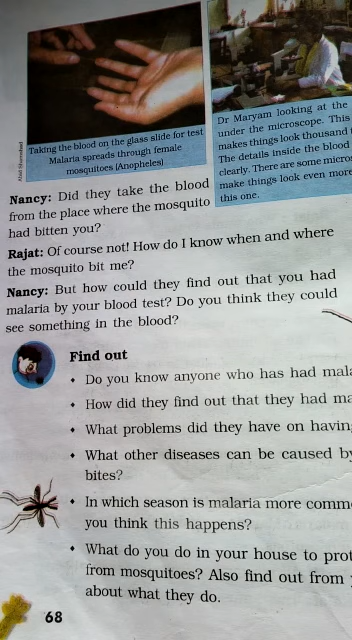 Taking the blood on the glass slide for test
Malaria spreads through female
mosquitoes (Anopheles)
Dr Maryam looking at the
under the microscope. This
makes things look thousand
The details inside the blood
clearly. There are some
make things look even more
this one.
Nancy: Did they take the blood
from the place where the mosquito
had bitten you?
Rajat: Of course not! How do I know when and where
the mosquito bit me?
Nancy: But how could they find out that you had
malaria by your blood test? Do you think they could
see something in the blood?
Find out
• Do you know anyone who has had
• How did they find out that they had
• What problems did they have on
• What other diseases can be caused by
bites?
• In which season is malaria more
you think this happens?
• What do you do in your house to
from mosquitoes? Also find out from
about what they do.
68